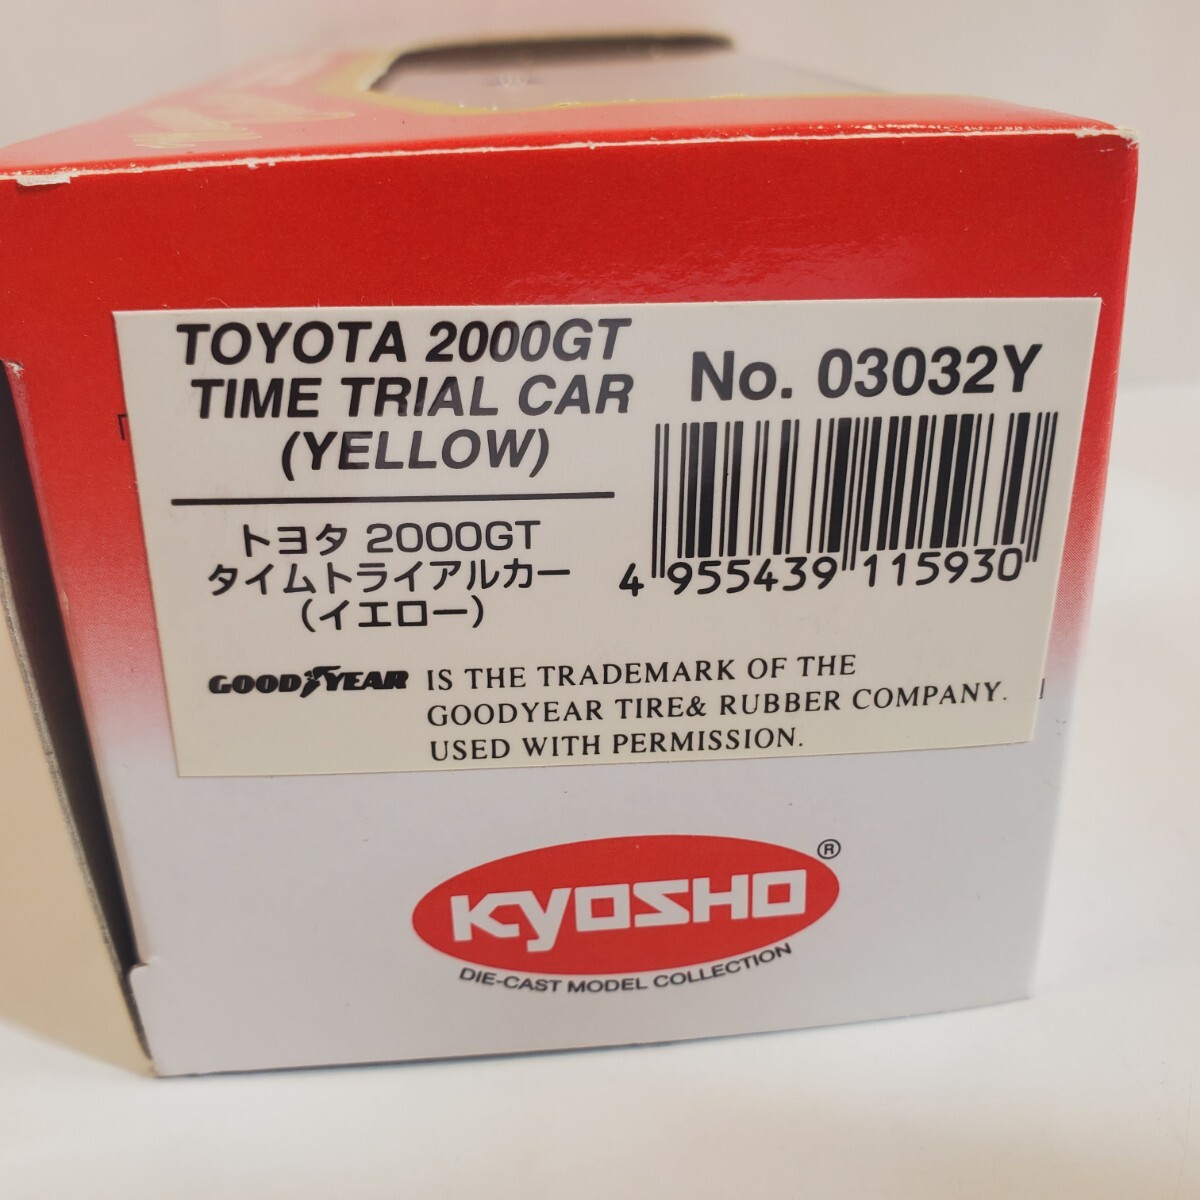 TOYOTA 2000GT
TIME TRIAL CAR
(YELLOW)
No. 03032Y
トヨタ 2000GT
タイムトライアルカー
(イエロー)
4 955439 115930
GOODYEAR IS THE TRADEMARK OF THE
GOODYEAR TIRE& RUBBER COMPANY.
USED WITH PERMISSION.
KYOSHO ®
DIE-CAST MODEL COLLECTION